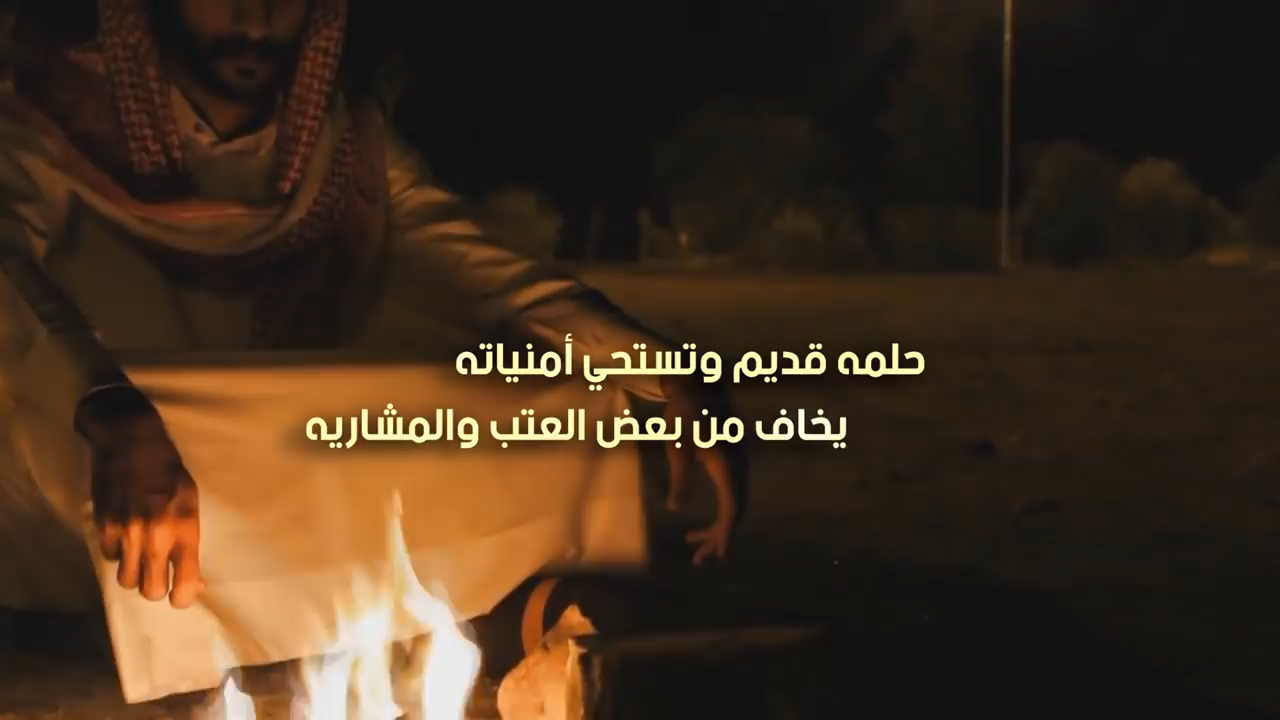 حلمه قديم وتستحي أمنياته
يخاف من بعض العتب والمشاريه